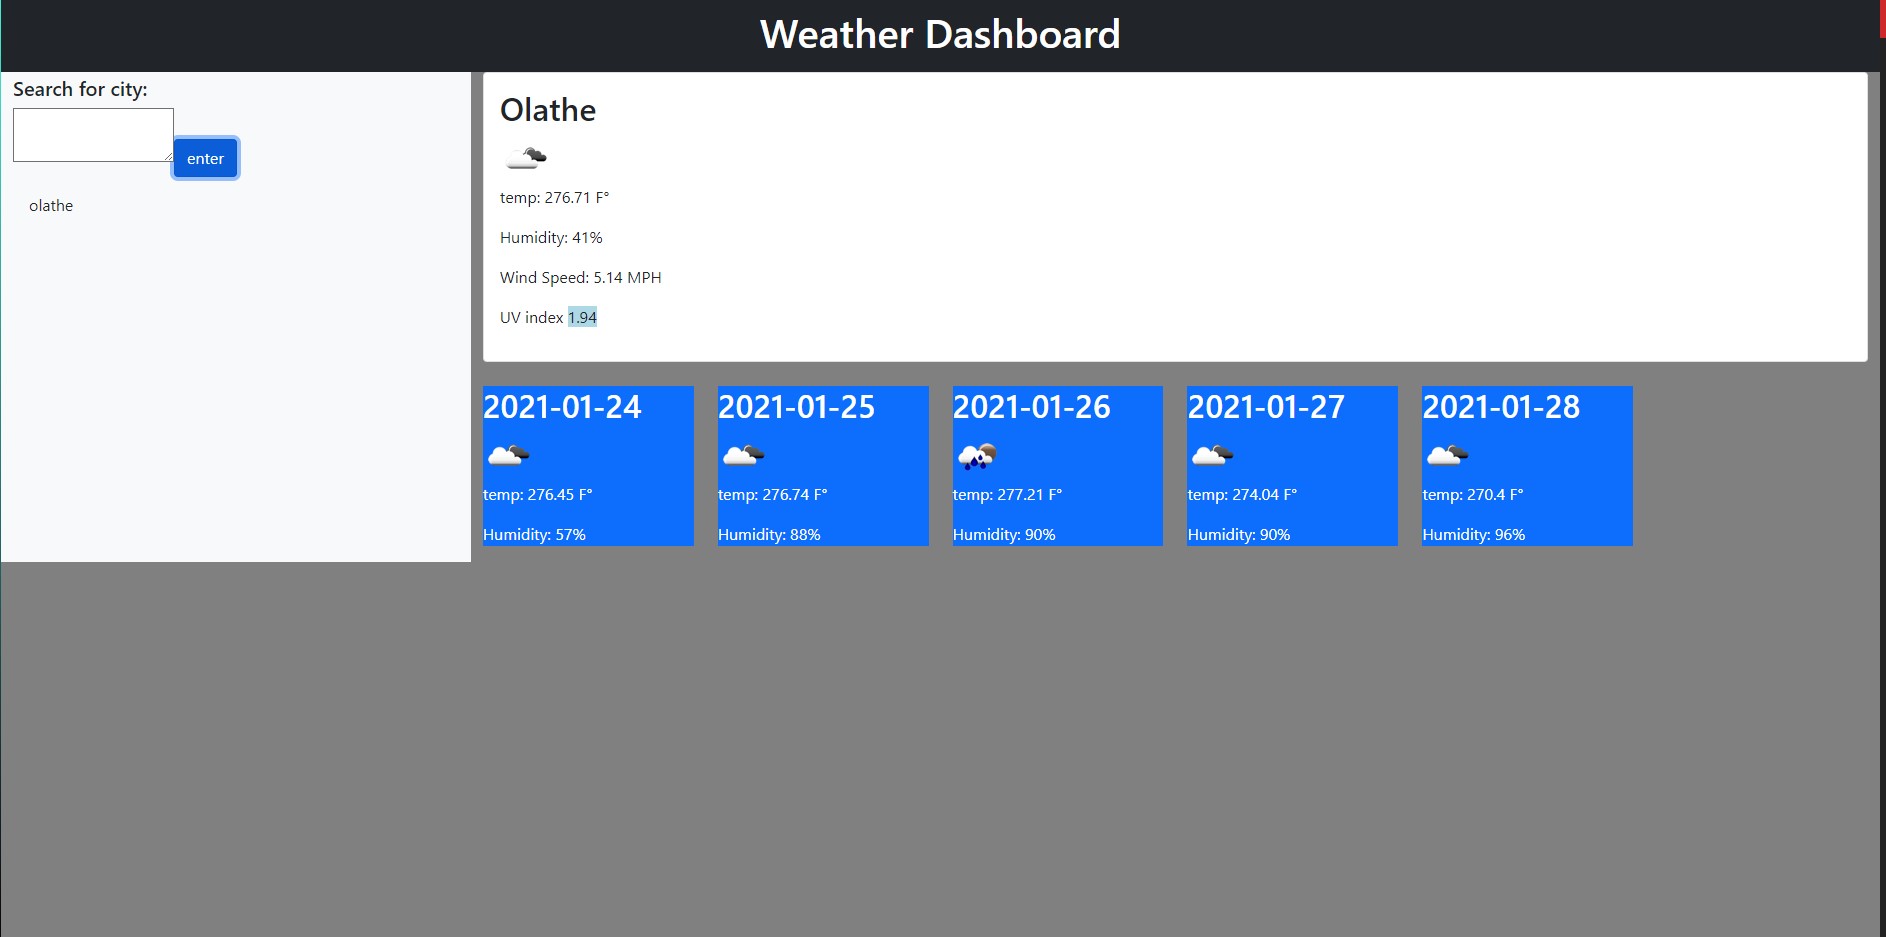 Weather Dashboard
Search for city:
enter
olathe
Olathe
temp: 276.71 F°
Humidity: 41%
Wind Speed: 5.14 MPH
UV index 1.94
2021-01-24
temp: 276.45 F°
Humidity: 57%
2021-01-25
temp: 276.74 F°
Humidity: 88%
2021-01-26
temp: 277.21 F°
Humidity: 90%
2021-01-27
temp: 274.04 F°
Humidity: 90%
2021-01-28
temp: 270.4 F°
Humidity: 96%